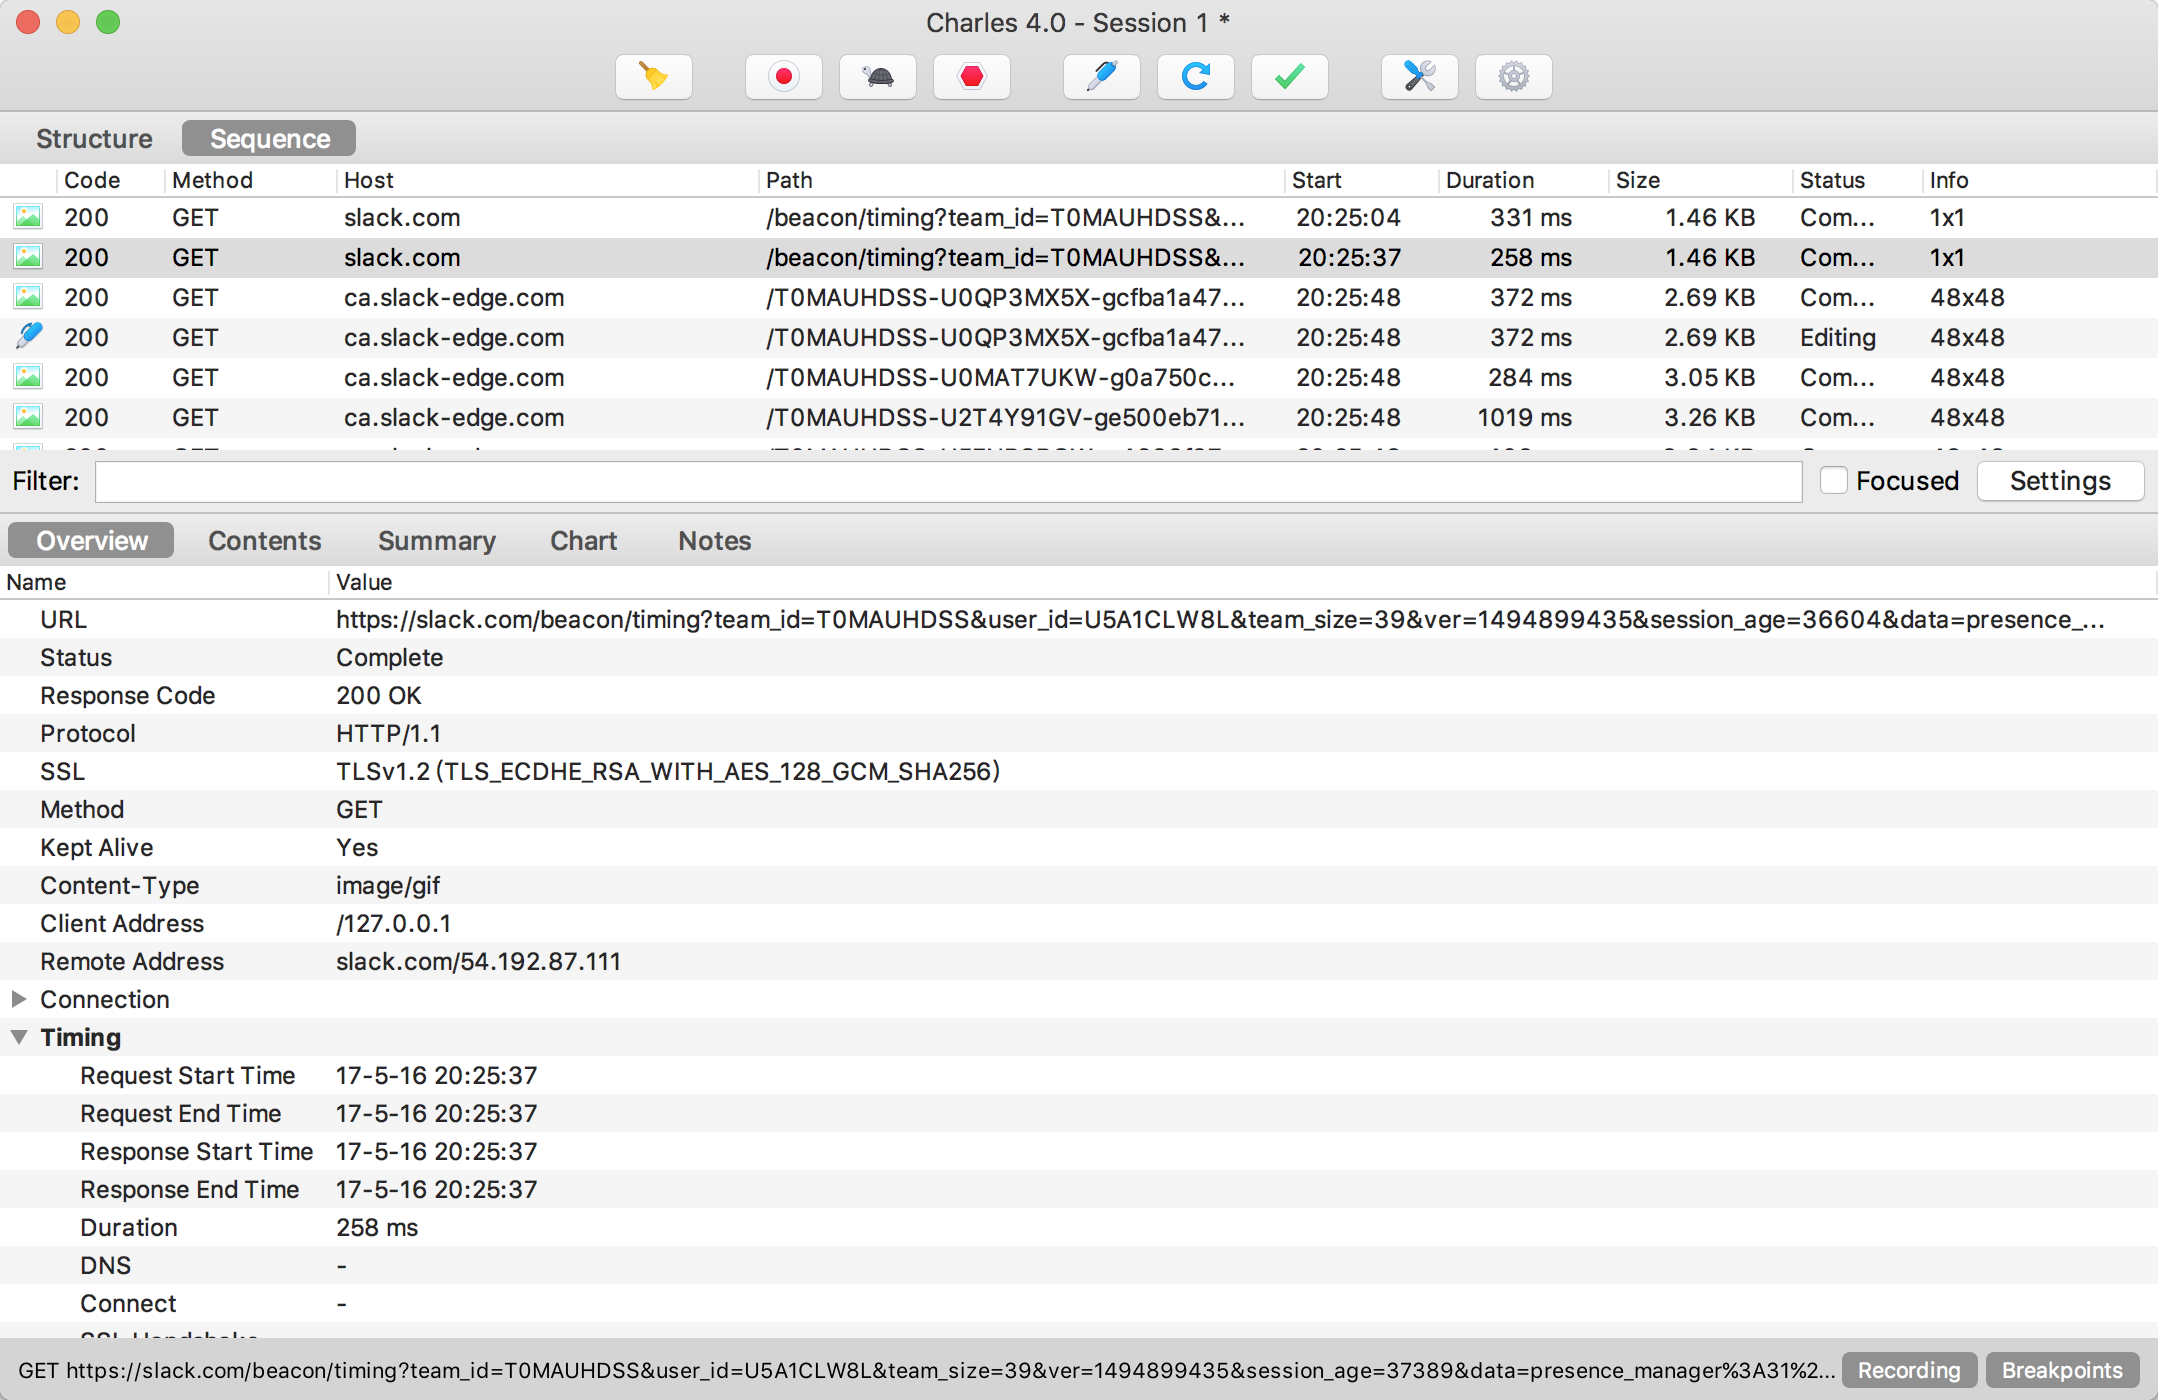 Charles 4.0 - Session 1 *
Structure Sequence
Code Method Host Path Start Duration Size Status Info
200 GET slack.com /beacon/timing?team_id=T0MAUHDSS&... 20:25:04 331 ms 1.46 KB Com... 1x1
200 GET slack.com /beacon/timing?team_id=T0MAUHDSS&... 20:25:37 258 ms 1.46 KB Com... 1x1
200 GET ca.slack-edge.com /T0MAUHDSS-U0QP3MX5X-gcfba1a47... 20:25:48 372 ms 2.69 KB Com... 48x48
200 GET ca.slack-edge.com /T0MAUHDSS-U0QP3MX5X-gcfba1a47... 20:25:48 372 ms 2.69 KB Editing 48x48
200 GET ca.slack-edge.com /T0MAUHDSS-U0MAT7UKW-g0a750c... 20:25:48 284 ms 3.05 KB Com... 48x48
200 GET ca.slack-edge.com /T0MAUHDSS-U2T4Y91GV-ge500eb71... 20:25:48 1019 ms 3.26 KB Com... 48x48
Filter: Focused Settings
Overview Contents Summary Chart Notes
Name Value
URL https://slack.com/beacon/timing?team_id=T0MAUHDSS&user_id=U5A1CLW8L&team_size=39&ver=1494899435&session_age=36604&data=presence_...
Status Complete
Response Code 200 OK
Protocol HTTP/1.1
SSL TLSv1.2 (TLS_ECDHE_RSA_WITH_AES_128_GCM_SHA256)
Method GET
Kept Alive Yes
Content-Type image/gif
Client Address /127.0.0.1
Remote Address slack.com/54.192.87.111
Connection
Timing
Request Start Time 17-5-16 20:25:37
Request End Time 17-5-16 20:25:37
Response Start Time 17-5-16 20:25:37
Response End Time 17-5-16 20:25:37
Duration 258 ms
DNS -
Connect -
SSL Handshake
GET https://slack.com/beacon/timing?team_id=T0MAUHDSS&user_id=U5A1CLW8L&team_size=39&ver=1494899435&session_age=37389&data=presence_manager%3A31%2... Recording Breakpoints